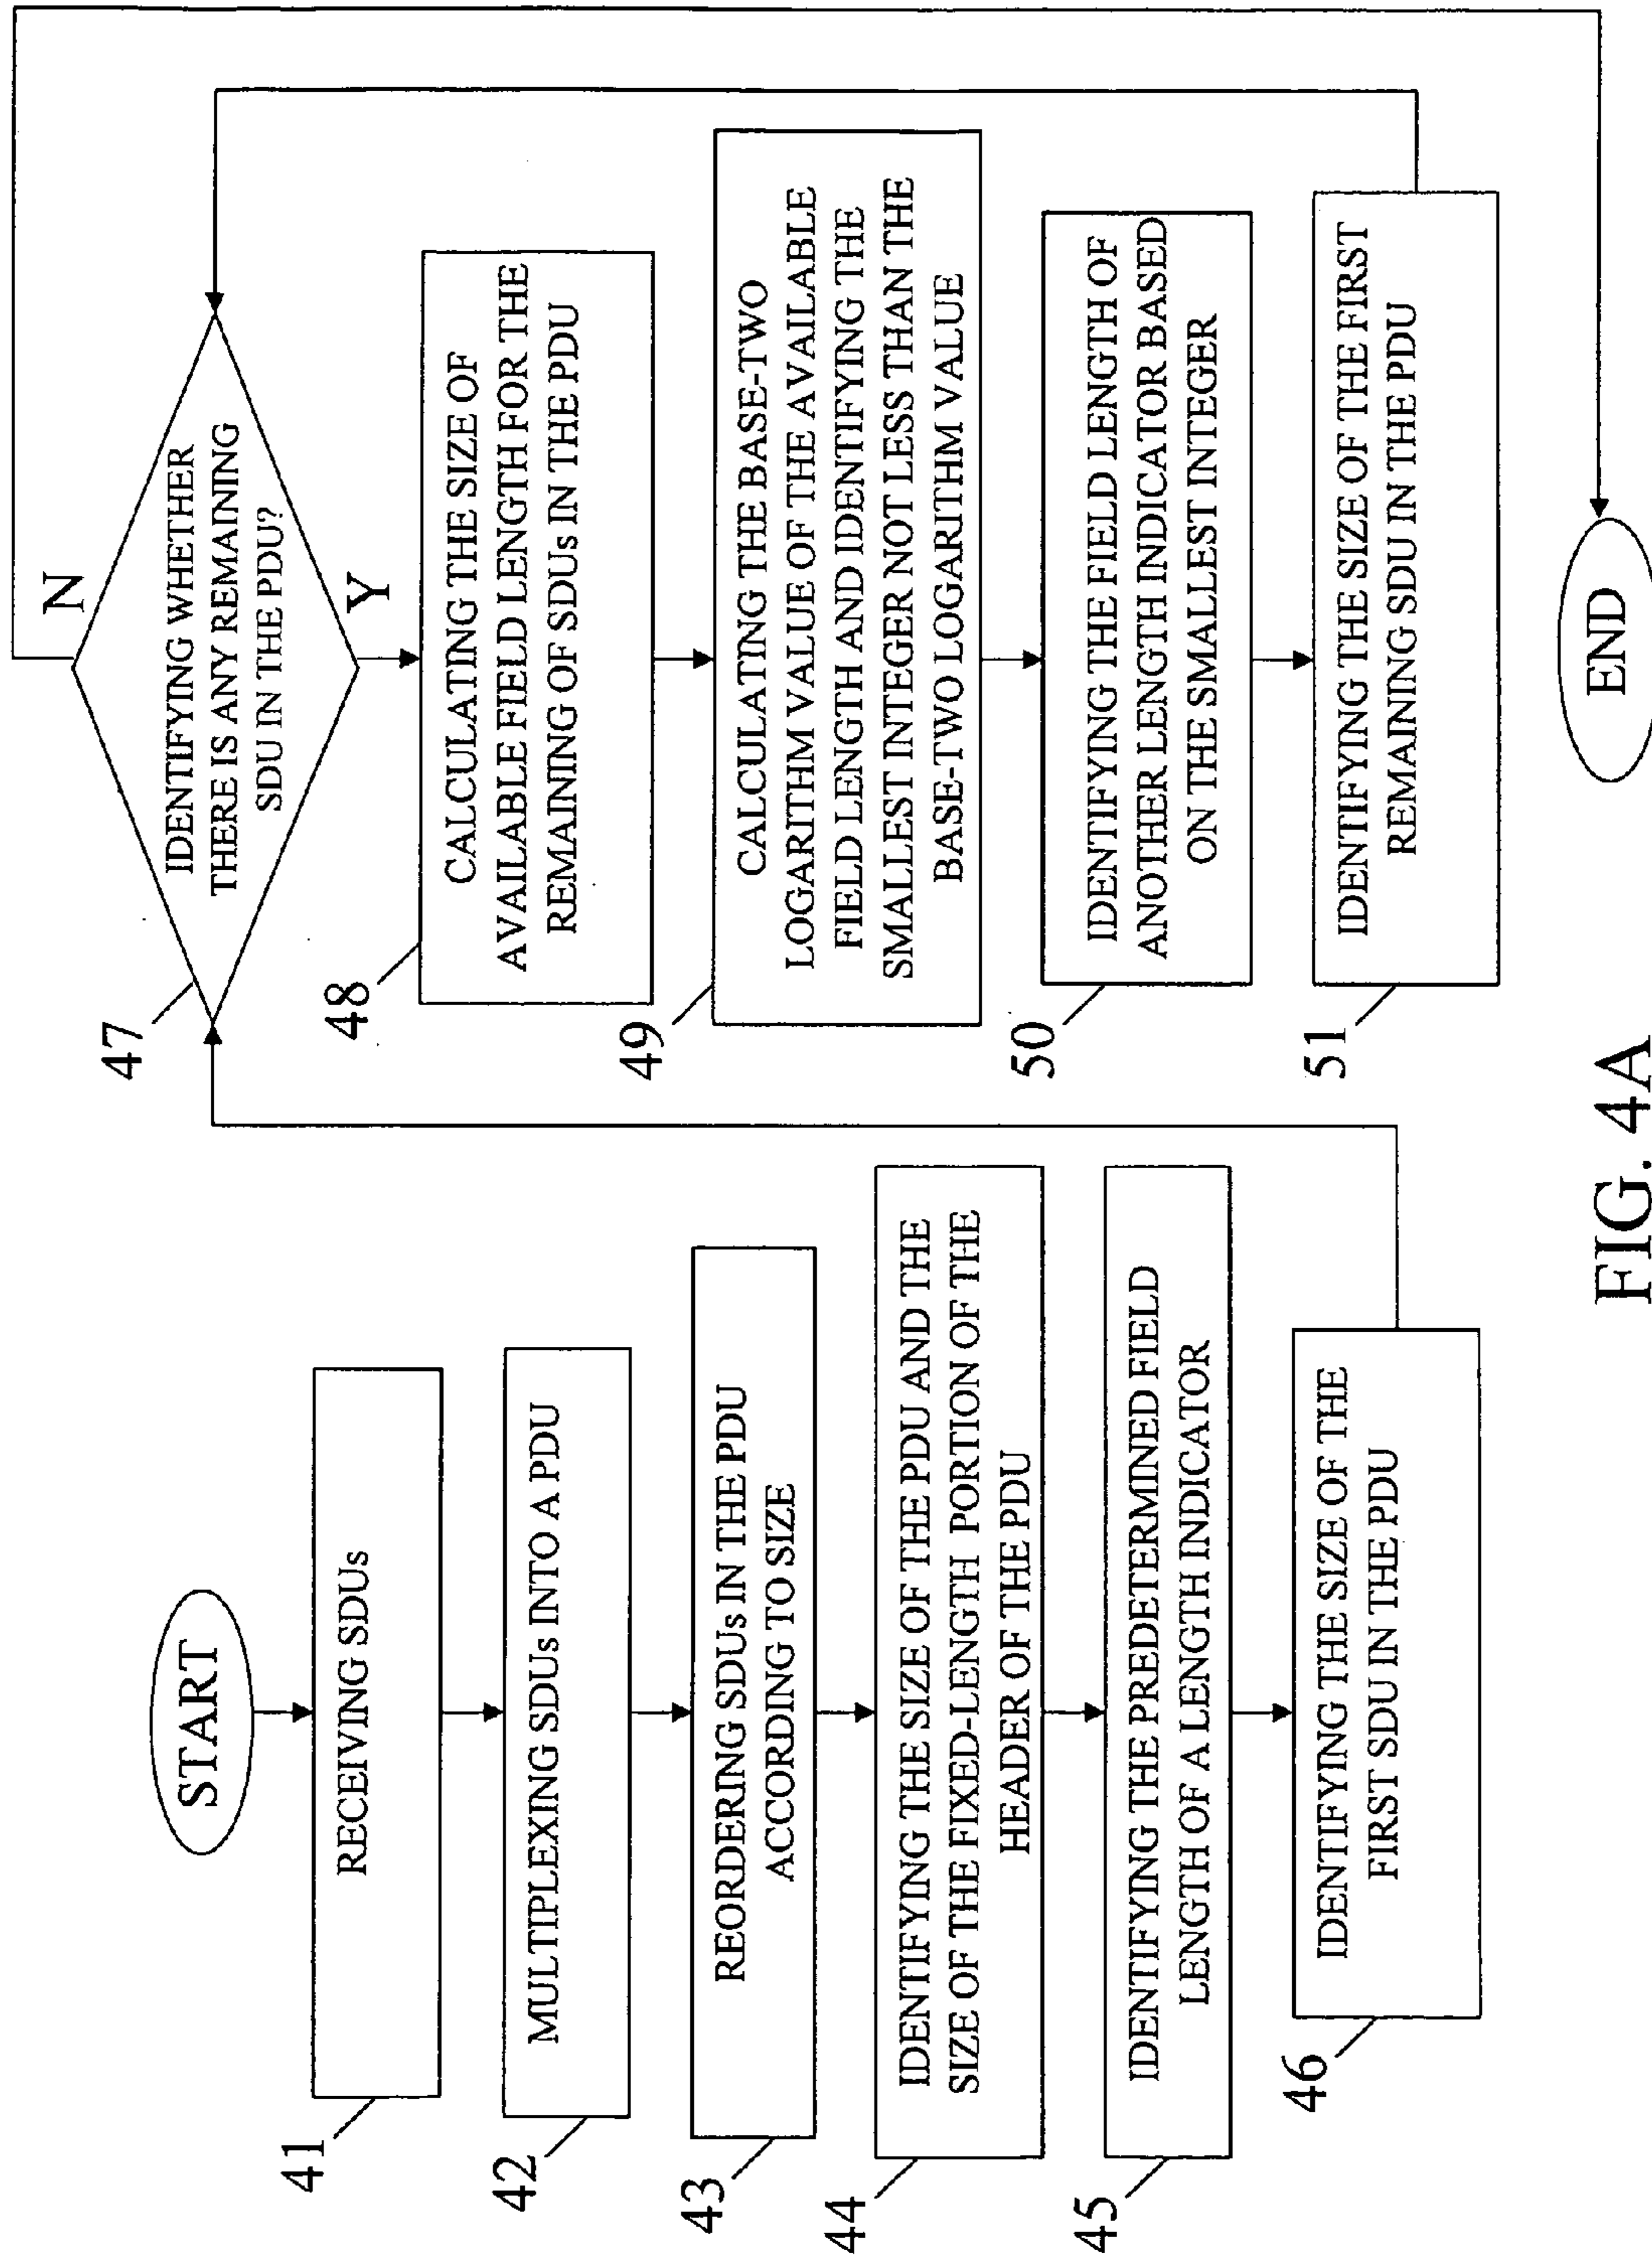 START
41
RECEIVING SDUs
42
MULTIPLEXING SDUs INTO A PDU
43
REORDERING SDUs IN THE PDU
ACCORDING TO SIZE
44
IDENTIFYING THE SIZE OF THE PDU AND THE
SIZE OF THE FIXED-LENGTH PORTION OF THE
HEADER OF THE PDU
45
IDENTIFYING THE PREDETERMINED FIELD
LENGTH OF A LENGTH INDICATOR
46
IDENTIFYING THE SIZE OF THE
FIRST SDU IN THE PDU
47
IDENTIFYING WHETHER
THERE IS ANY REMAINING
SDU IN THE PDU?
N
Y
48
CALCULATING THE SIZE OF
AVAILABLE FIELD LENGTH FOR THE
REMAINING OF SDUs IN THE PDU
49
CALCULATING THE BASE-TWO
LOGARITHM VALUE OF THE AVAILABLE
FIELD LENGTH AND IDENTIFYING THE
SMALLEST INTEGER NOT LESS THAN THE
BASE-TWO LOGARITHM VALUE
50
IDENTIFYING THE FIELD LENGTH OF
ANOTHER LENGTH INDICATOR BASED
ON THE SMALLEST INTEGER
51
IDENTIFYING THE SIZE OF THE FIRST
REMAINING SDU IN THE PDU
END
FIG. 4A